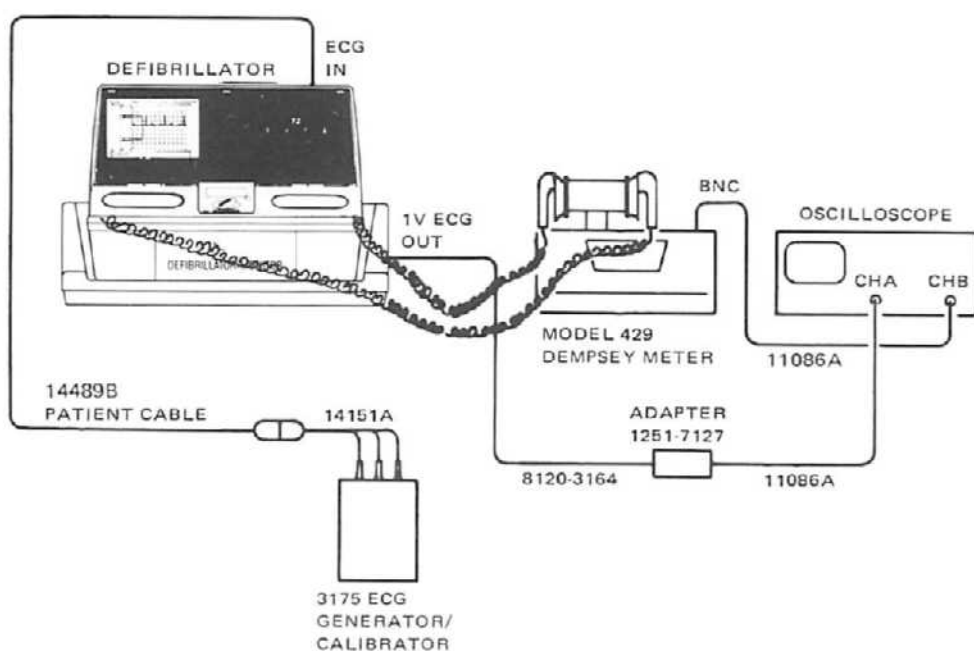 ECG
IN
DEFIBRILLATOR
72
1V ECG
OUT
BNC
OSCILLOSCOPE
CHA CHB
MODEL 429
DEMPSEY METER
11086A
14489B
PATIENT CABLE
14151A
ADAPTER
1251-7127
8120-3164
11086A
3175 ECG
GENERATOR/
CALIBRATOR